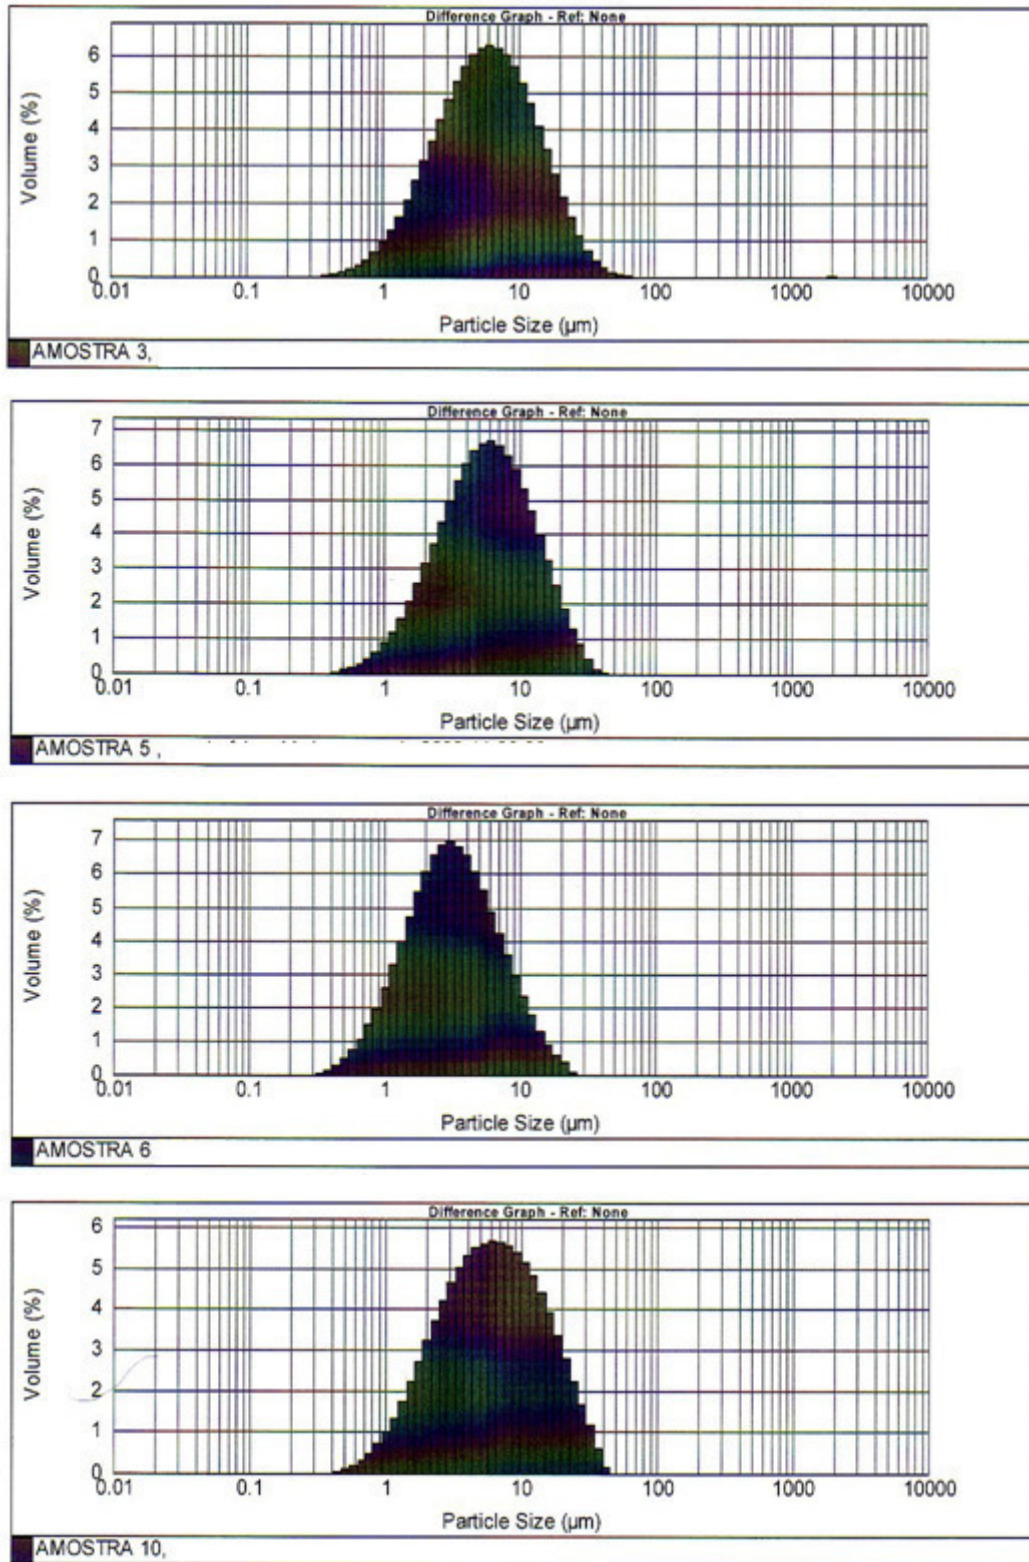 Difference Graph - Ref: None
Volume (%)
6
5
4
3
2
1
0
0.01 0.1 1 10 100 1000 10000
Particle Size (µm)
AMOSTRA 3,
Difference Graph - Ref: None
Volume (%)
7
6
5
4
3
2
1
0
0.01 0.1 1 10 100 1000 10000
Particle Size (µm)
AMOSTRA 5 ,
Difference Graph - Ref: None
Volume (%)
7
6
5
4
3
2
1
0
0.01 0.1 1 10 100 1000 10000
Particle Size (µm)
AMOSTRA 6
Difference Graph - Ref: None
Volume (%)
6
5
4
3
2
1
0
0.01 0.1 1 10 100 1000 10000
Particle Size (µm)
AMOSTRA 10,